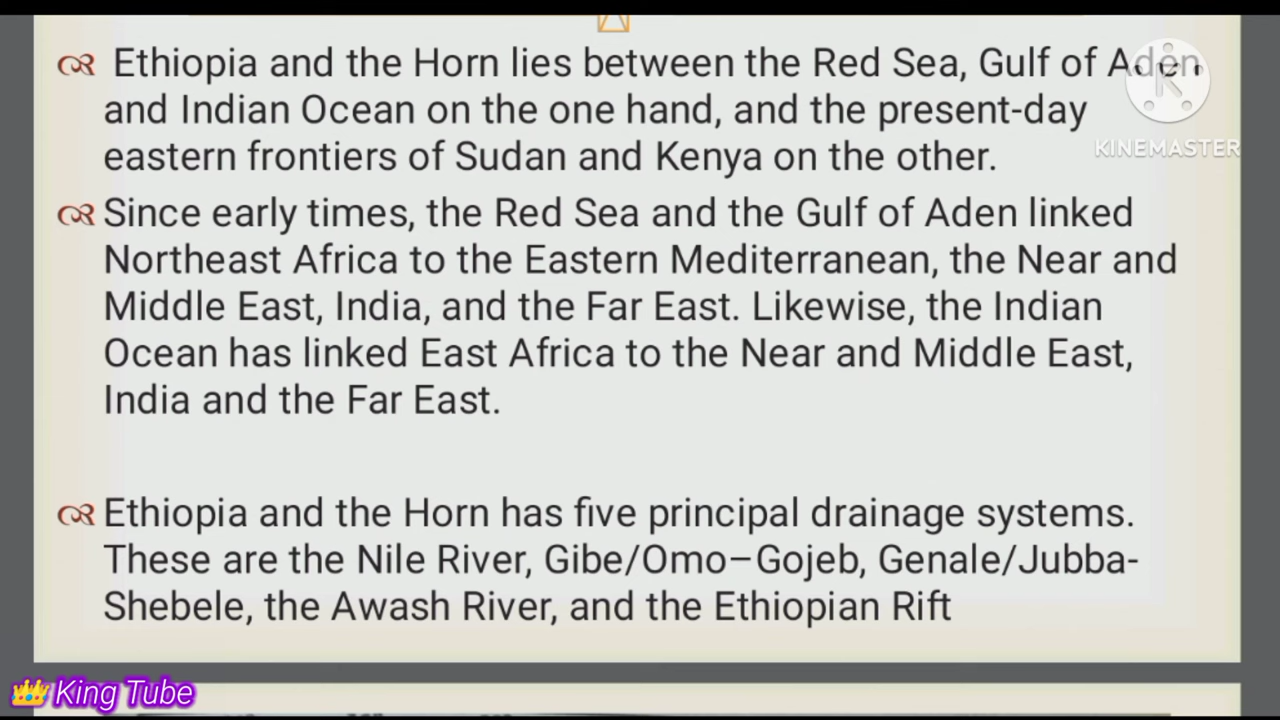 Ethiopia and the Horn lies between the Red Sea, Gulf of Aden
and Indian Ocean on the one hand, and the present-day
eastern frontiers of Sudan and Kenya on the other.
KINEMASTER
Since early times, the Red Sea and the Gulf of Aden linked
Northeast Africa to the Eastern Mediterranean, the Near and
Middle East, India, and the Far East. Likewise, the Indian
Ocean has linked East Africa to the Near and Middle East,
India and the Far East.
Ethiopia and the Horn has five principal drainage systems.
These are the Nile River, Gibe/Omo–Gojeb, Genale/Jubba-
Shebele, the Awash River, and the Ethiopian Rift
King Tube